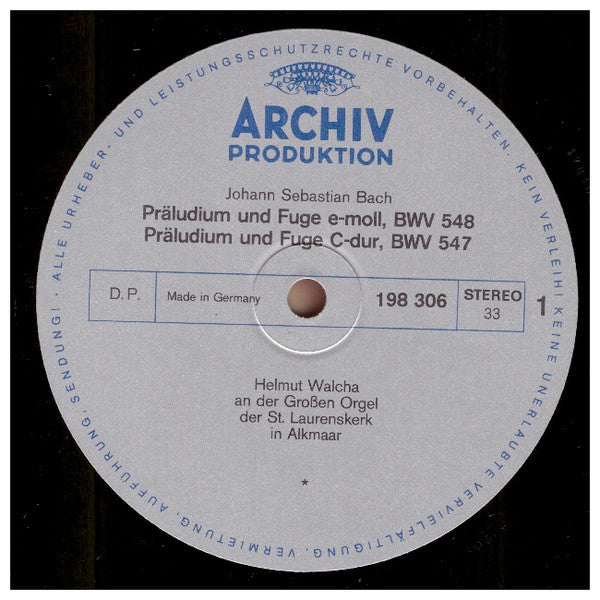 ARCHIV
PRODUKTION
Johann Sebastian Bach
Präludium und Fuge e-moll, BWV 548
Präludium und Fuge C-dur, BWV 547
D.P.
Made in Germany
198 306
STEREO
33
1
Helmut Walcha
an der Großen Orgel
der St. Laurenskerk
in Alkmaar
*
ALLE URHEBER- UND LEISTUNGSSCHUTZRECHTE VORBEHALTEN. KEIN VERLEIH! KEINE UNERLAUBTE VERVIELFÄLTIGUNG, VERMIETUNG, AUFFÜHRUNG, SENDUNG! ·